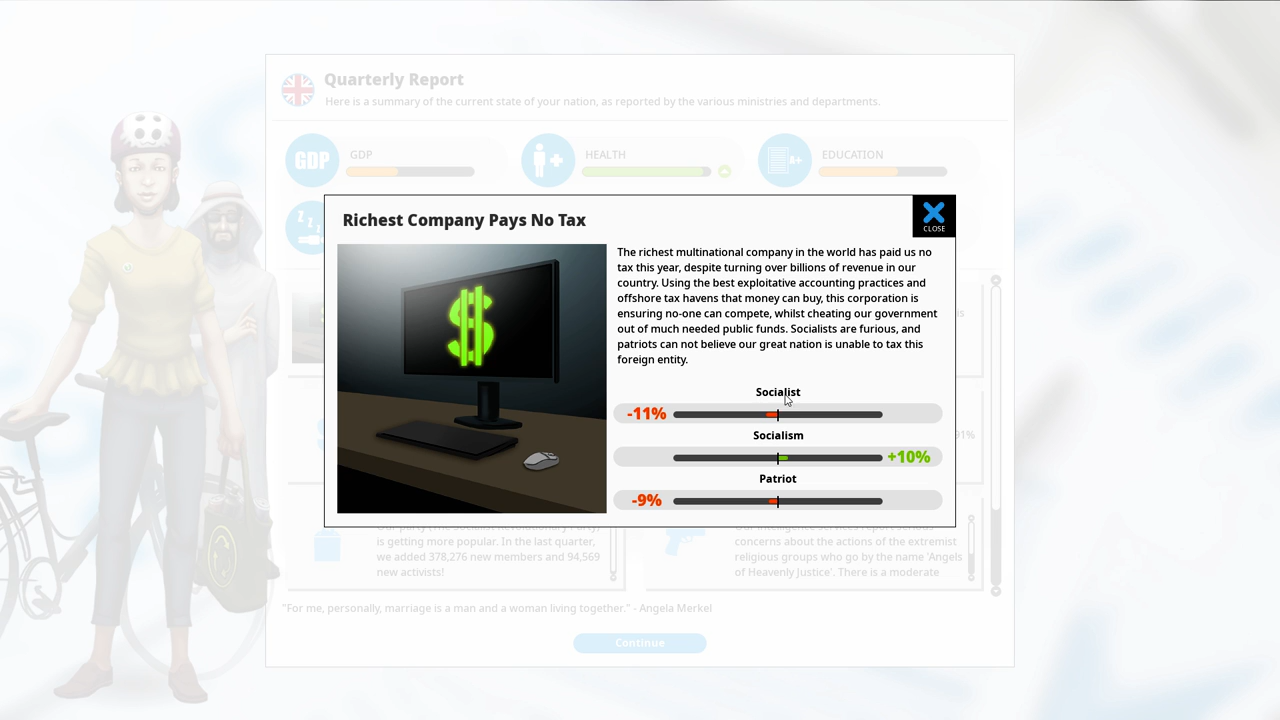 Quarterly Report
Here is a summary of the current state of your nation, as reported by the various ministries and departments.
GDP
GDP
HEALTH
EDUCATION
Richest Company Pays No Tax
CLOSE
The richest multinational company in the world has paid us no
tax this year, despite turning over billions of revenue in our
country. Using the best exploitative accounting practices and
offshore tax havens that money can buy, this corporation is
ensuring no-one can compete, whilst cheating our government
out of much needed public funds. Socialists are furious, and
patriots can not believe our great nation is unable to tax this
foreign entity.
Socialist
-11%
Socialism
+10%
Patriot
-9%
is getting more popular. In the last quarter,
we added 378,276 new members and 94,569
new activists!
concerns about the actions of the extremist
religious groups who go by the name 'Angels
of Heavenly Justice'. There is a moderate
"For me, personally, marriage is a man and a woman living together." - Angela Merkel
Continue